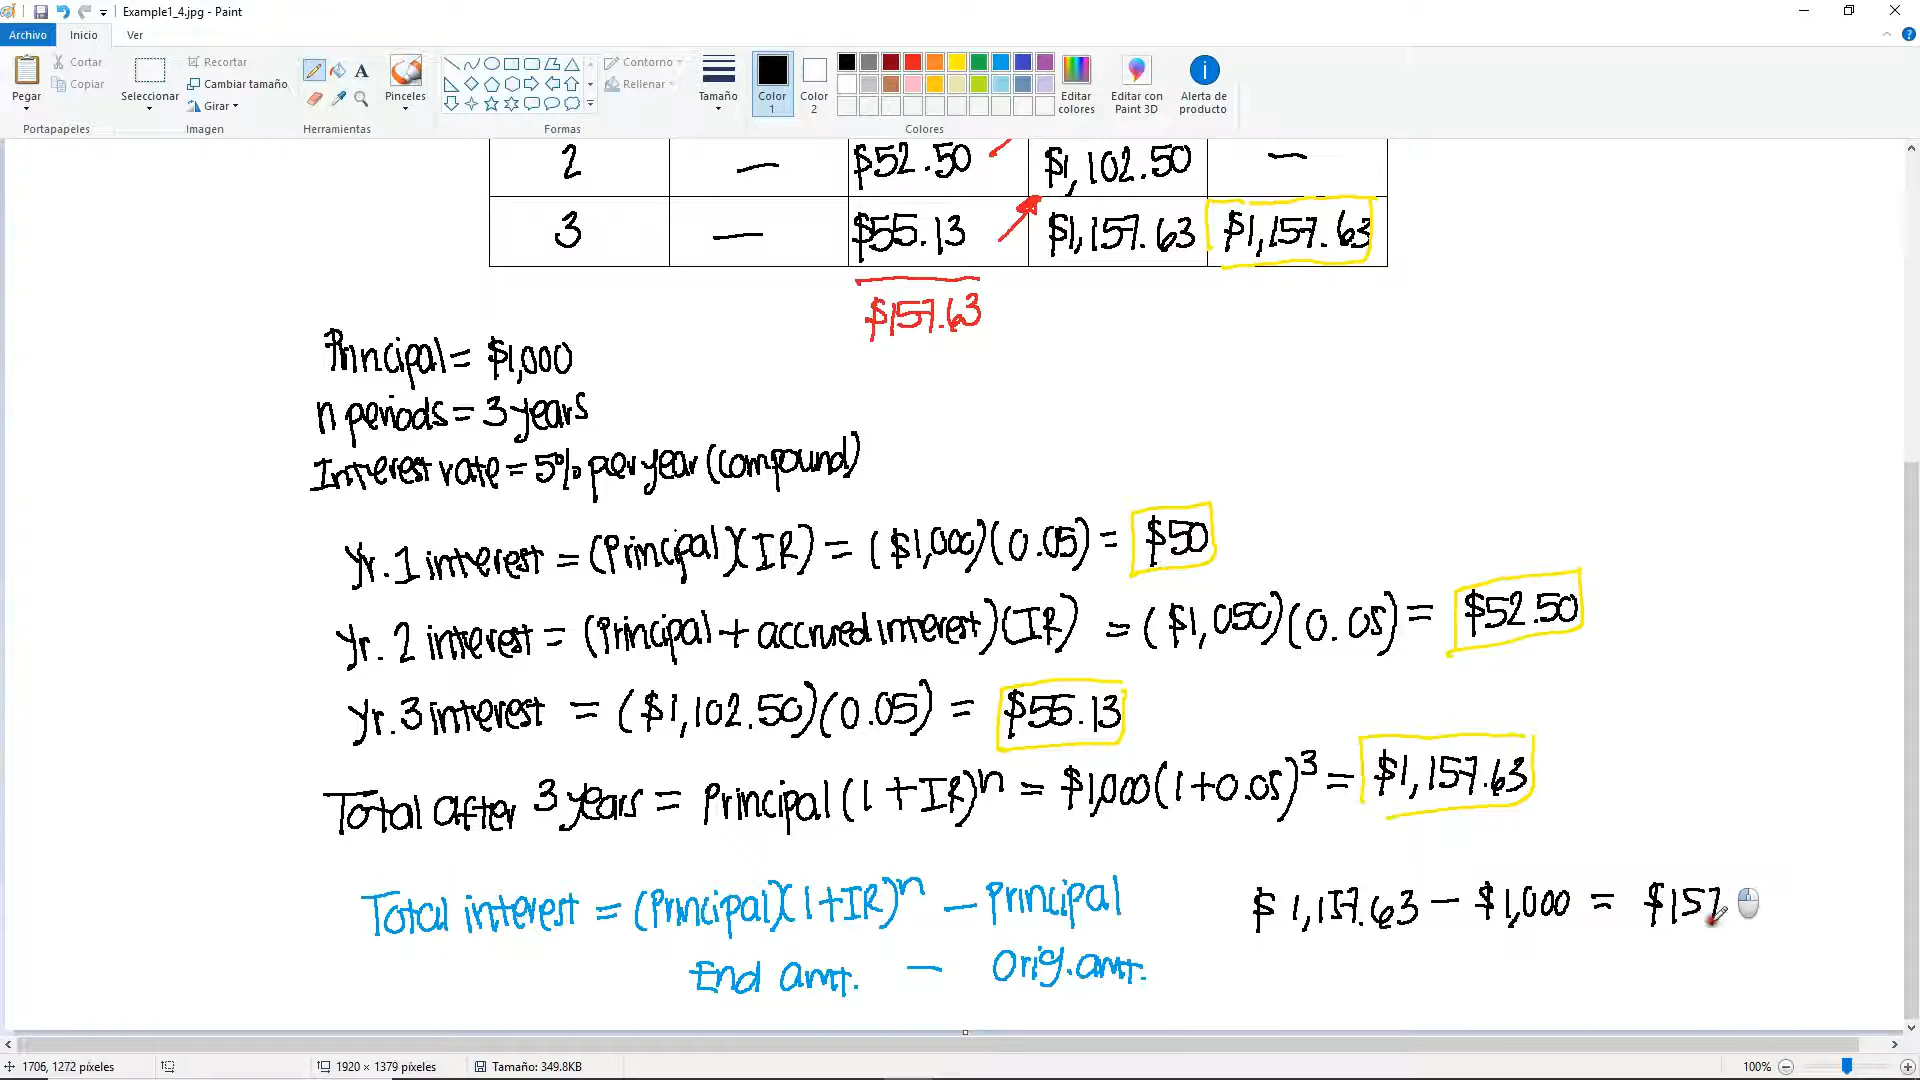 Example1_4.jpg - Paint
Archivo Inicio Ver
Pegar
Cortar
Copiar
Portapapeles
Seleccionar
Recortar
Cambiar tamaño
Girar
Imagen
A
Herramientas
Pinceles
Contorno
Rellenar
Formas
Tamaño
Color 1
Color 2
Editar colores
Colores
Editar con Paint 3D
Alerta de producto
2 — $52.50 $1,102.50 —
3 — $55.13 $1,157.63 $1,157.63
$157.63
Principal = $1,000
n periods = 3 years
Interest rate = 5% per year (compound)
Yr. 1 interest = (Principal)(IR) = ($1,000)(0.05) = $50
Yr. 2 interest = (Principal + accrued interest)(IR) = ($1,050)(0.05) = $52.50
Yr. 3 interest = ($1,102.50)(0.05) = $55.13
Total after 3 years = Principal (1 + IR)^n = $1,000 (1+0.05)^3 = $1,157.63
Total interest = (Principal)(1+IR)^n — Principal $1,157.63 — $1,000 = $157
End amt. — Orig. amt.
1706, 1272 píxeles 1920 × 1379 píxeles Tamaño: 349.8KB 100%